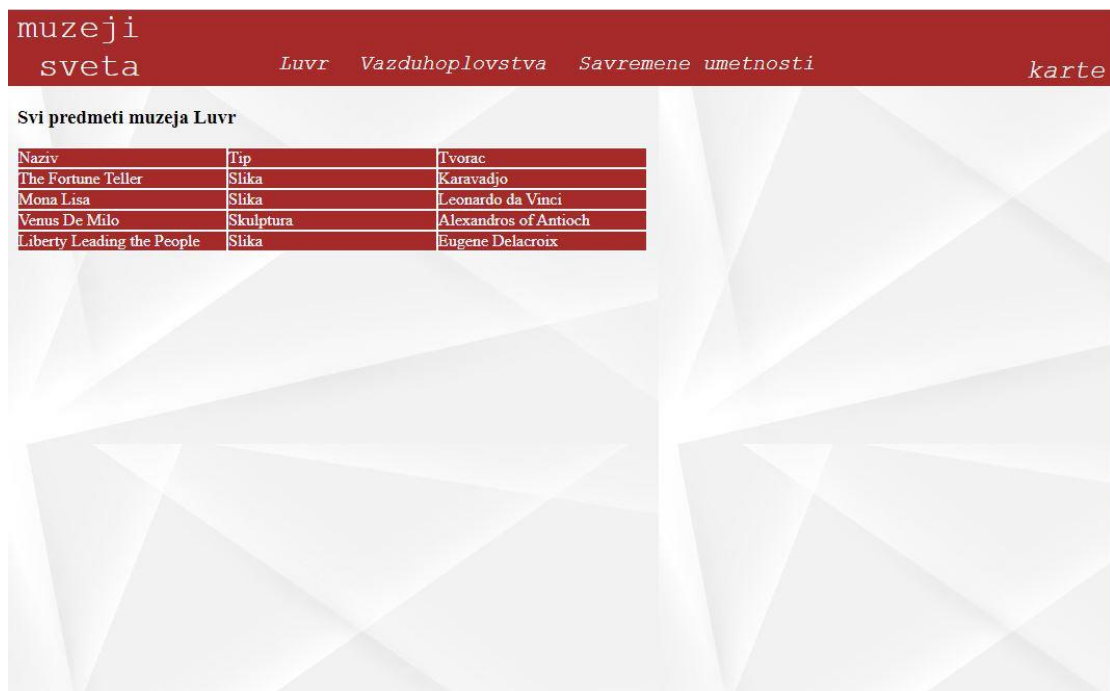 muzeji
sveta
Luvr Vazduhoplovstva Savremene umetnosti
karte
Svi predmeti muzeja Luvr
Naziv Tip Tvorac
The Fortune Teller Slika Karavadjo
Mona Lisa Slika Leonardo da Vinci
Venus De Milo Skulptura Alexandros of Antioch
Liberty Leading the People Slika Eugene Delacroix